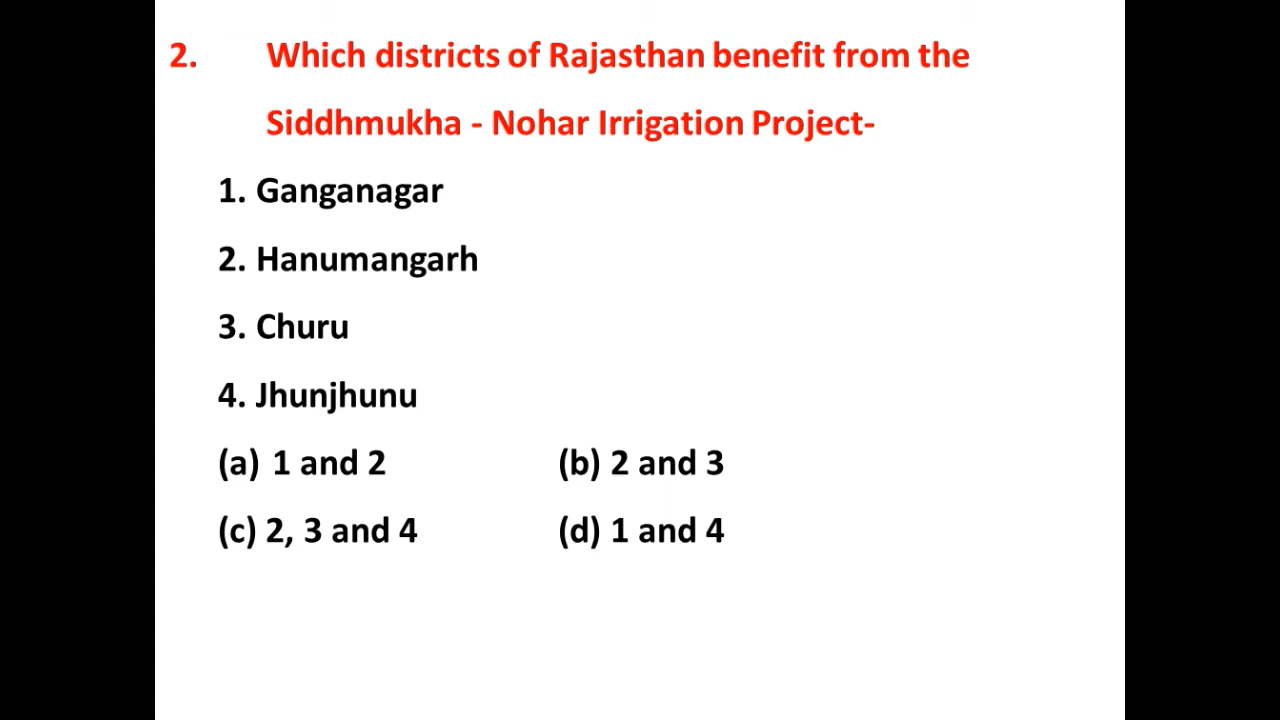 2. Which districts of Rajasthan benefit from the
Siddhmukha - Nohar Irrigation Project-
1. Ganganagar
2. Hanumangarh
3. Churu
4. Jhunjhunu
(a) 1 and 2 (b) 2 and 3
(c) 2, 3 and 4 (d) 1 and 4